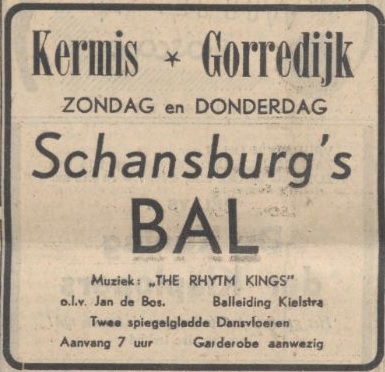 Kermis * Gorredijk
ZONDAG en DONDERDAG
Schansburg's
BAL
Muziek: „THE RHYTM KINGS"
o.l.v. Jan de Bos. Balleiding Kielstra
Twee spiegelgladde Dansvloeren
Aanvang 7 uur Garderobe aanwezig